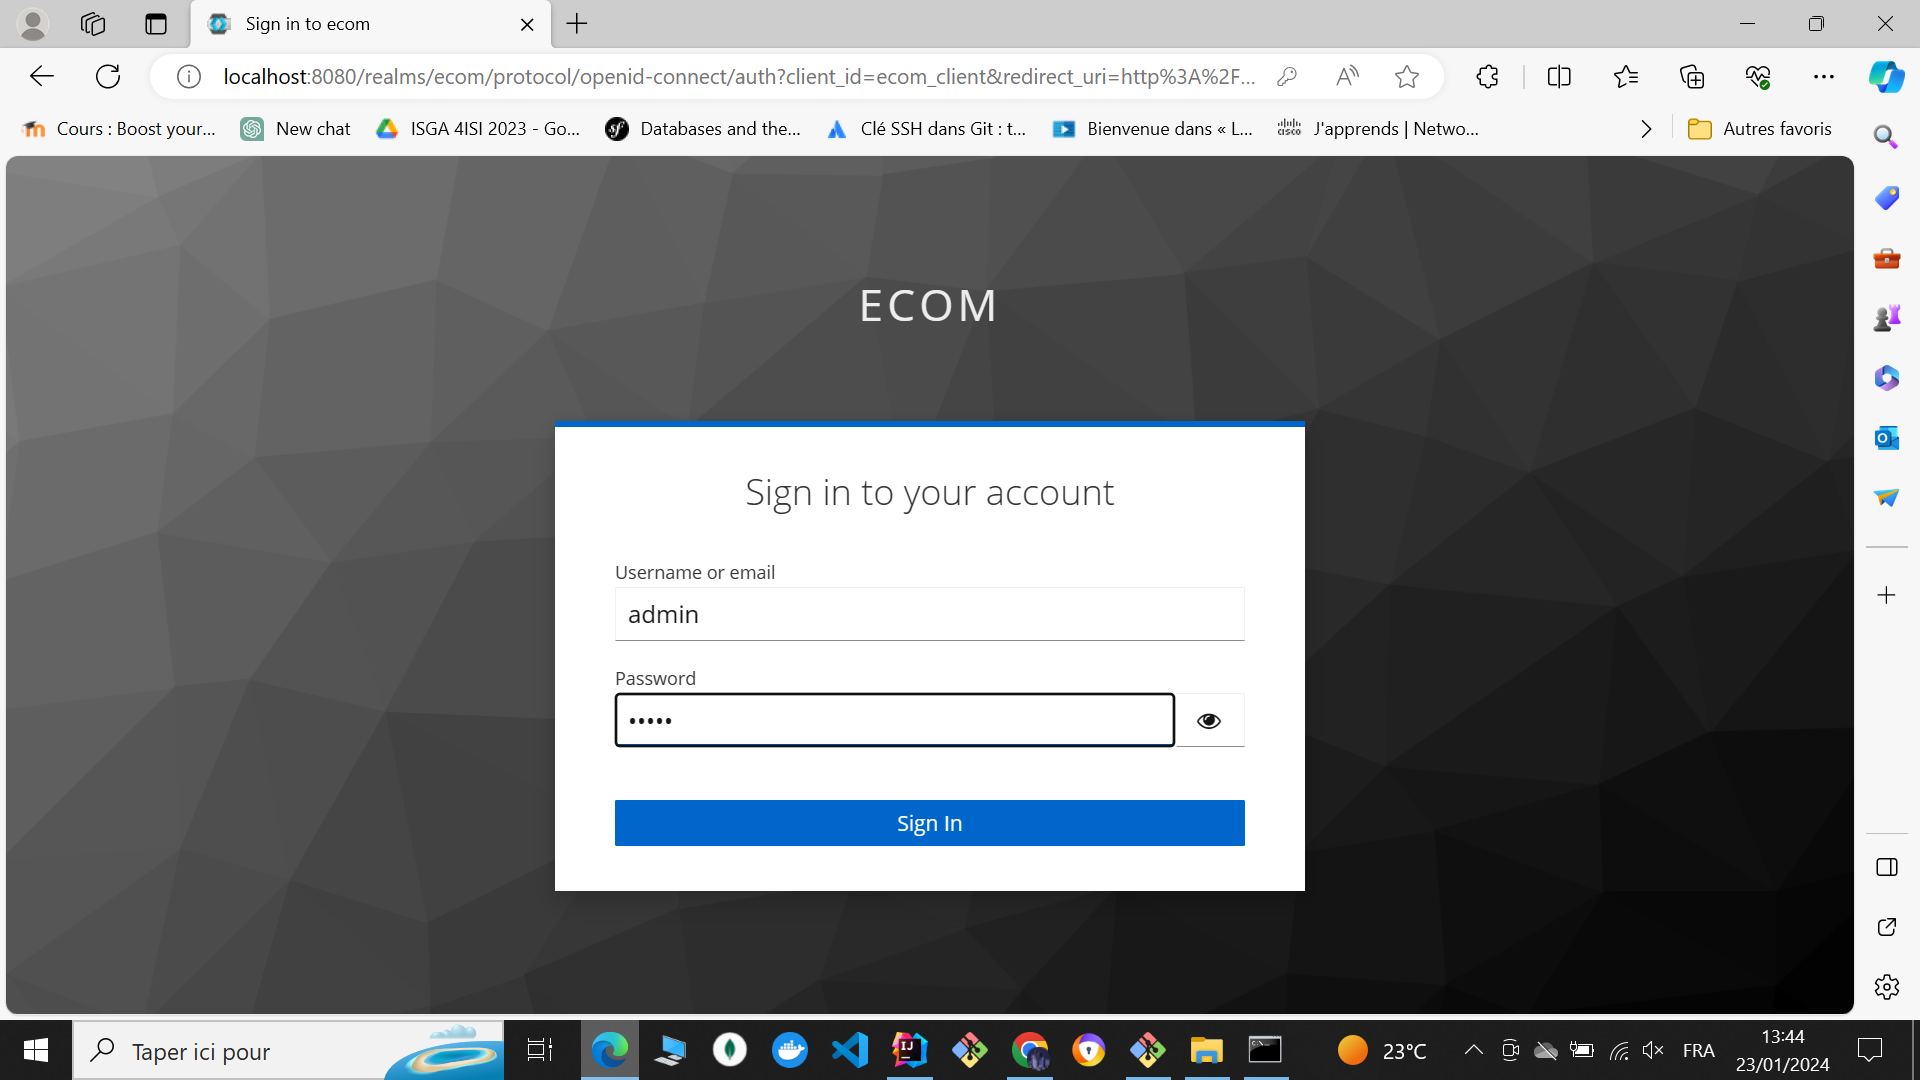 Sign in to ecom
localhost:8080/realms/ecom/protocol/openid-connect/auth?client_id=ecom_client&redirect_uri=http%3A%2F...
Cours : Boost your... New chat ISGA 4ISI 2023 - Go... Databases and the... Clé SSH dans Git : t... Bienvenue dans « L... J'apprends | Netwo... Autres favoris
ECOM
Sign in to your account
Username or email
admin
Password
•••••
Sign In
Taper ici pour
23°C
FRA
13:44
23/01/2024